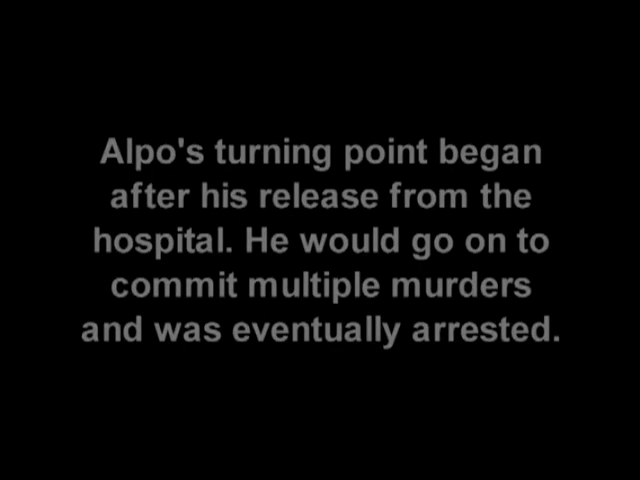 Alpo's turning point began
after his release from the
hospital. He would go on to
commit multiple murders
and was eventually arrested.